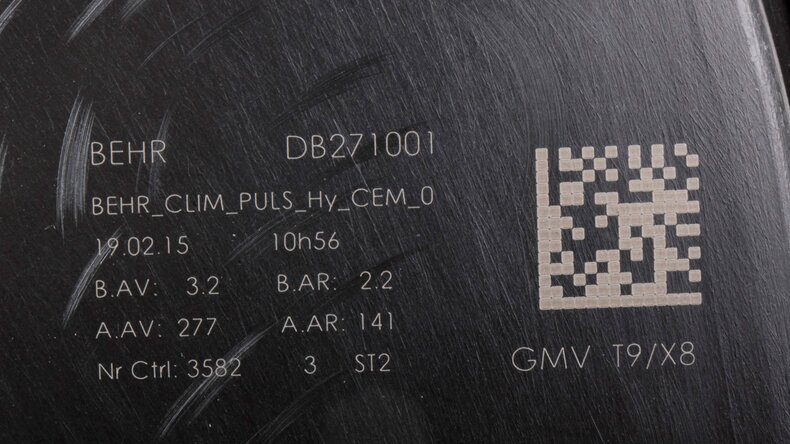 BEHR DB271001
BEHR_CLIM_PULS_Hy_CEM_0
19.02.15 10h56
B.AV: 3.2 B.AR: 2.2
A.AV: 277 A.AR: 141
Nr Ctrl: 3582 3 ST2
GMV T9/X8